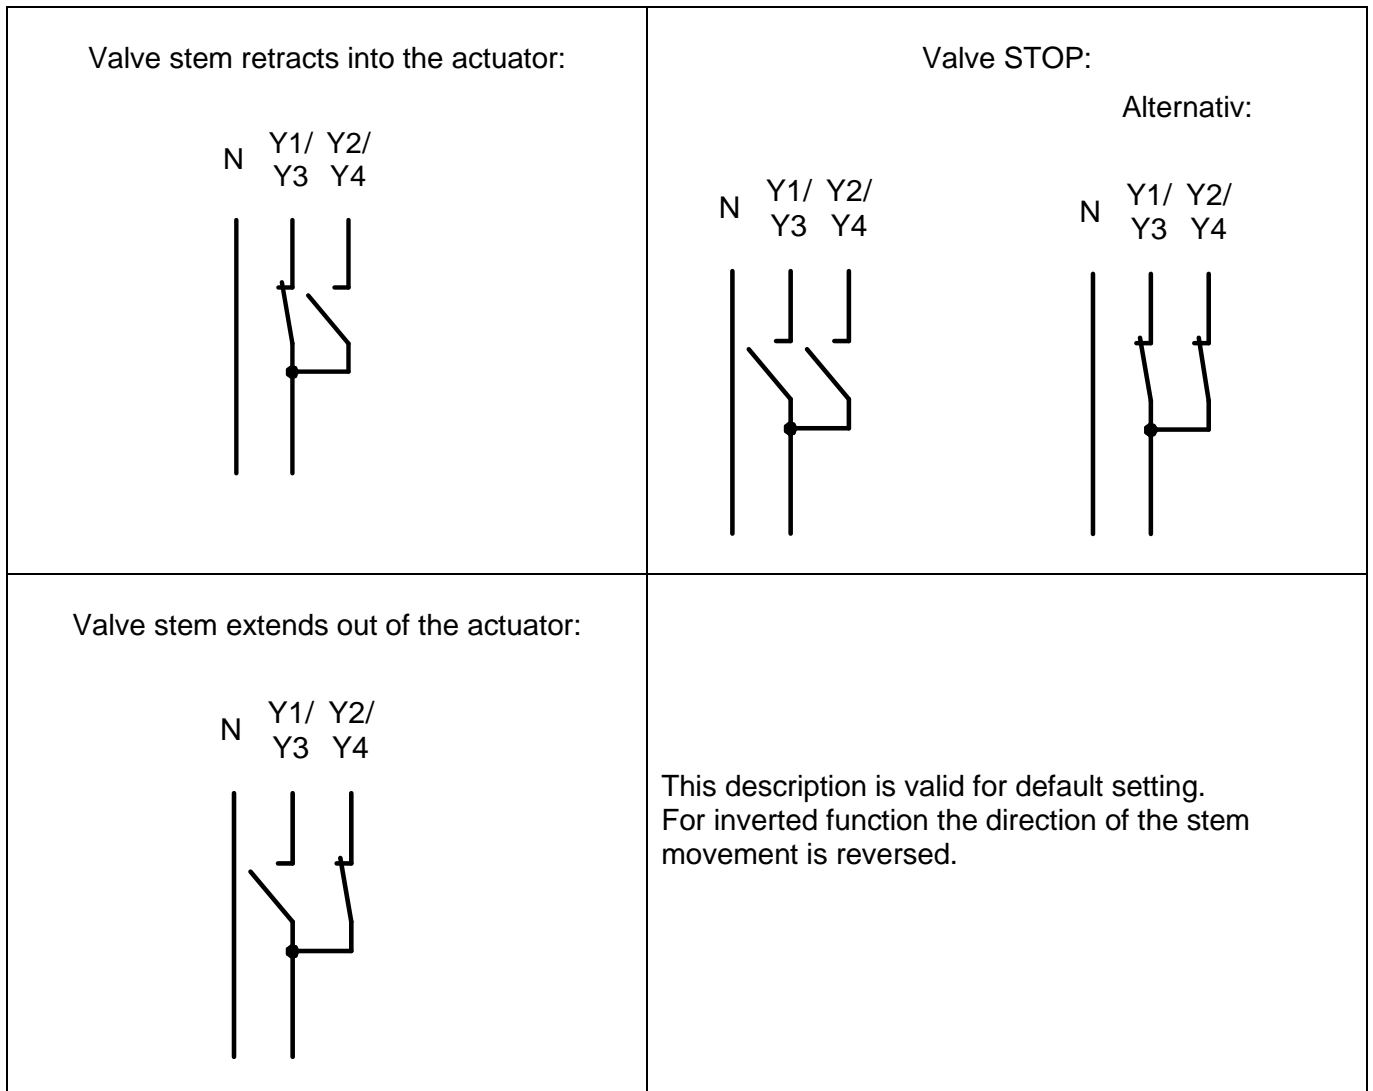 Valve stem retracts into the actuator:
N Y1/ Y2/
Y3 Y4
Valve STOP:
Alternativ:
N Y1/ Y2/
Y3 Y4
N Y1/ Y2/
Y3 Y4
Valve stem extends out of the actuator:
N Y1/ Y2/
Y3 Y4
This description is valid for default setting.
For inverted function the direction of the stem
movement is reversed.